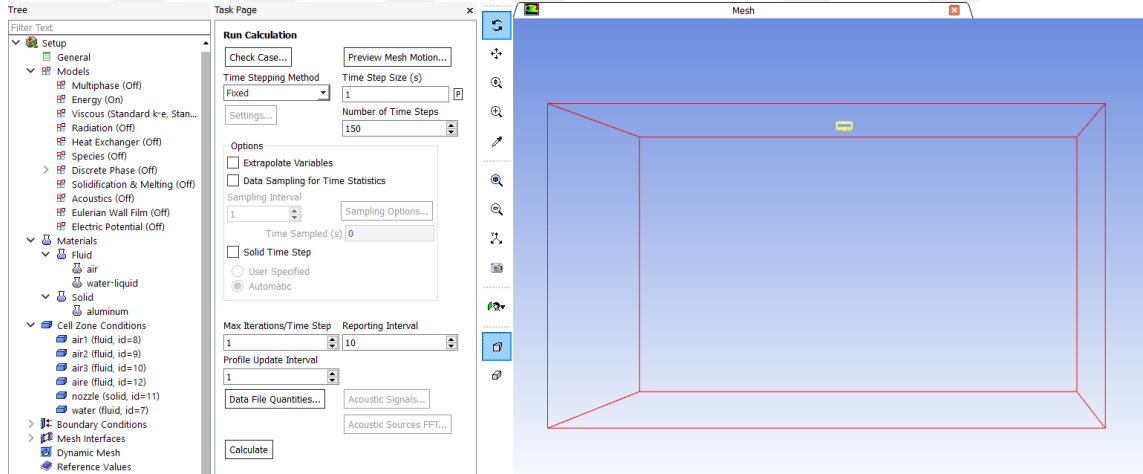 Tree
Filter Text
Setup
General
Models
Multiphase (Off)
Energy (On)
Viscous (Standard k-e, Stan...
Radiation (Off)
Heat Exchanger (Off)
Species (Off)
Discrete Phase (Off)
Solidification & Melting (Off)
Acoustics (Off)
Eulerian Wall Film (Off)
Electric Potential (Off)
Materials
Fluid
air
water-liquid
Solid
aluminum
Cell Zone Conditions
air1 (fluid, id=8)
air2 (fluid, id=9)
air3 (fluid, id=10)
aire (fluid, id=12)
nozzle (solid, id=11)
water (fluid, id=7)
Boundary Conditions
Mesh Interfaces
Dynamic Mesh
Reference Values
Task Page
Run Calculation
Check Case... Preview Mesh Motion...
Time Stepping Method Time Step Size (s)
Fixed 1 P
Settings... Number of Time Steps
150
Options
Extrapolate Variables
Data Sampling for Time Statistics
Sampling Interval
1 Sampling Options...
Time Sampled (s) 0
Solid Time Step
User Specified
Automatic
Max Iterations/Time Step Reporting Interval
1 10
Profile Update Interval
1
Data File Quantities... Acoustic Signals...
Acoustic Sources FFT...
Calculate
Mesh